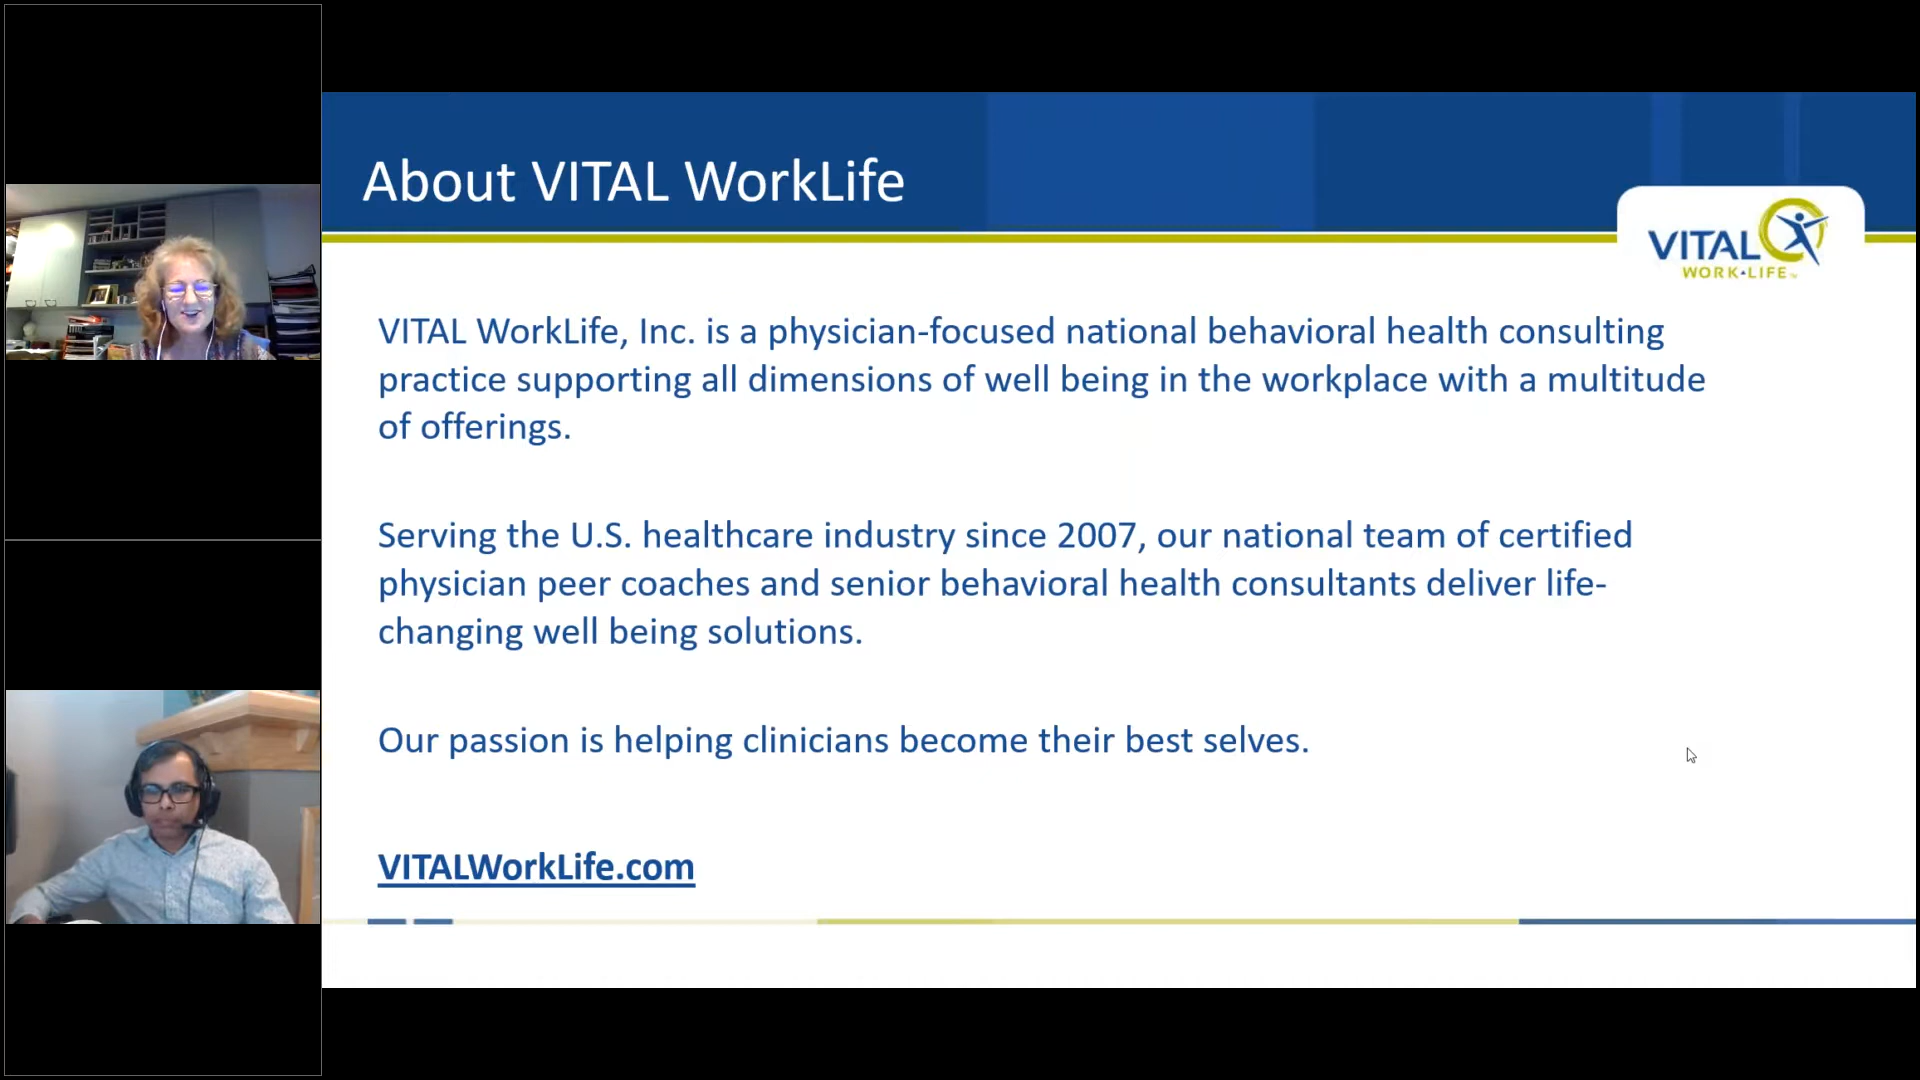 About VITAL WorkLife
VITAL
WORK•LIFE
VITAL WorkLife, Inc. is a physician-focused national behavioral health consulting
practice supporting all dimensions of well being in the workplace with a multitude
of offerings.
Serving the U.S. healthcare industry since 2007, our national team of certified
physician peer coaches and senior behavioral health consultants deliver life-
changing well being solutions.
Our passion is helping clinicians become their best selves.
VITALWorkLife.com